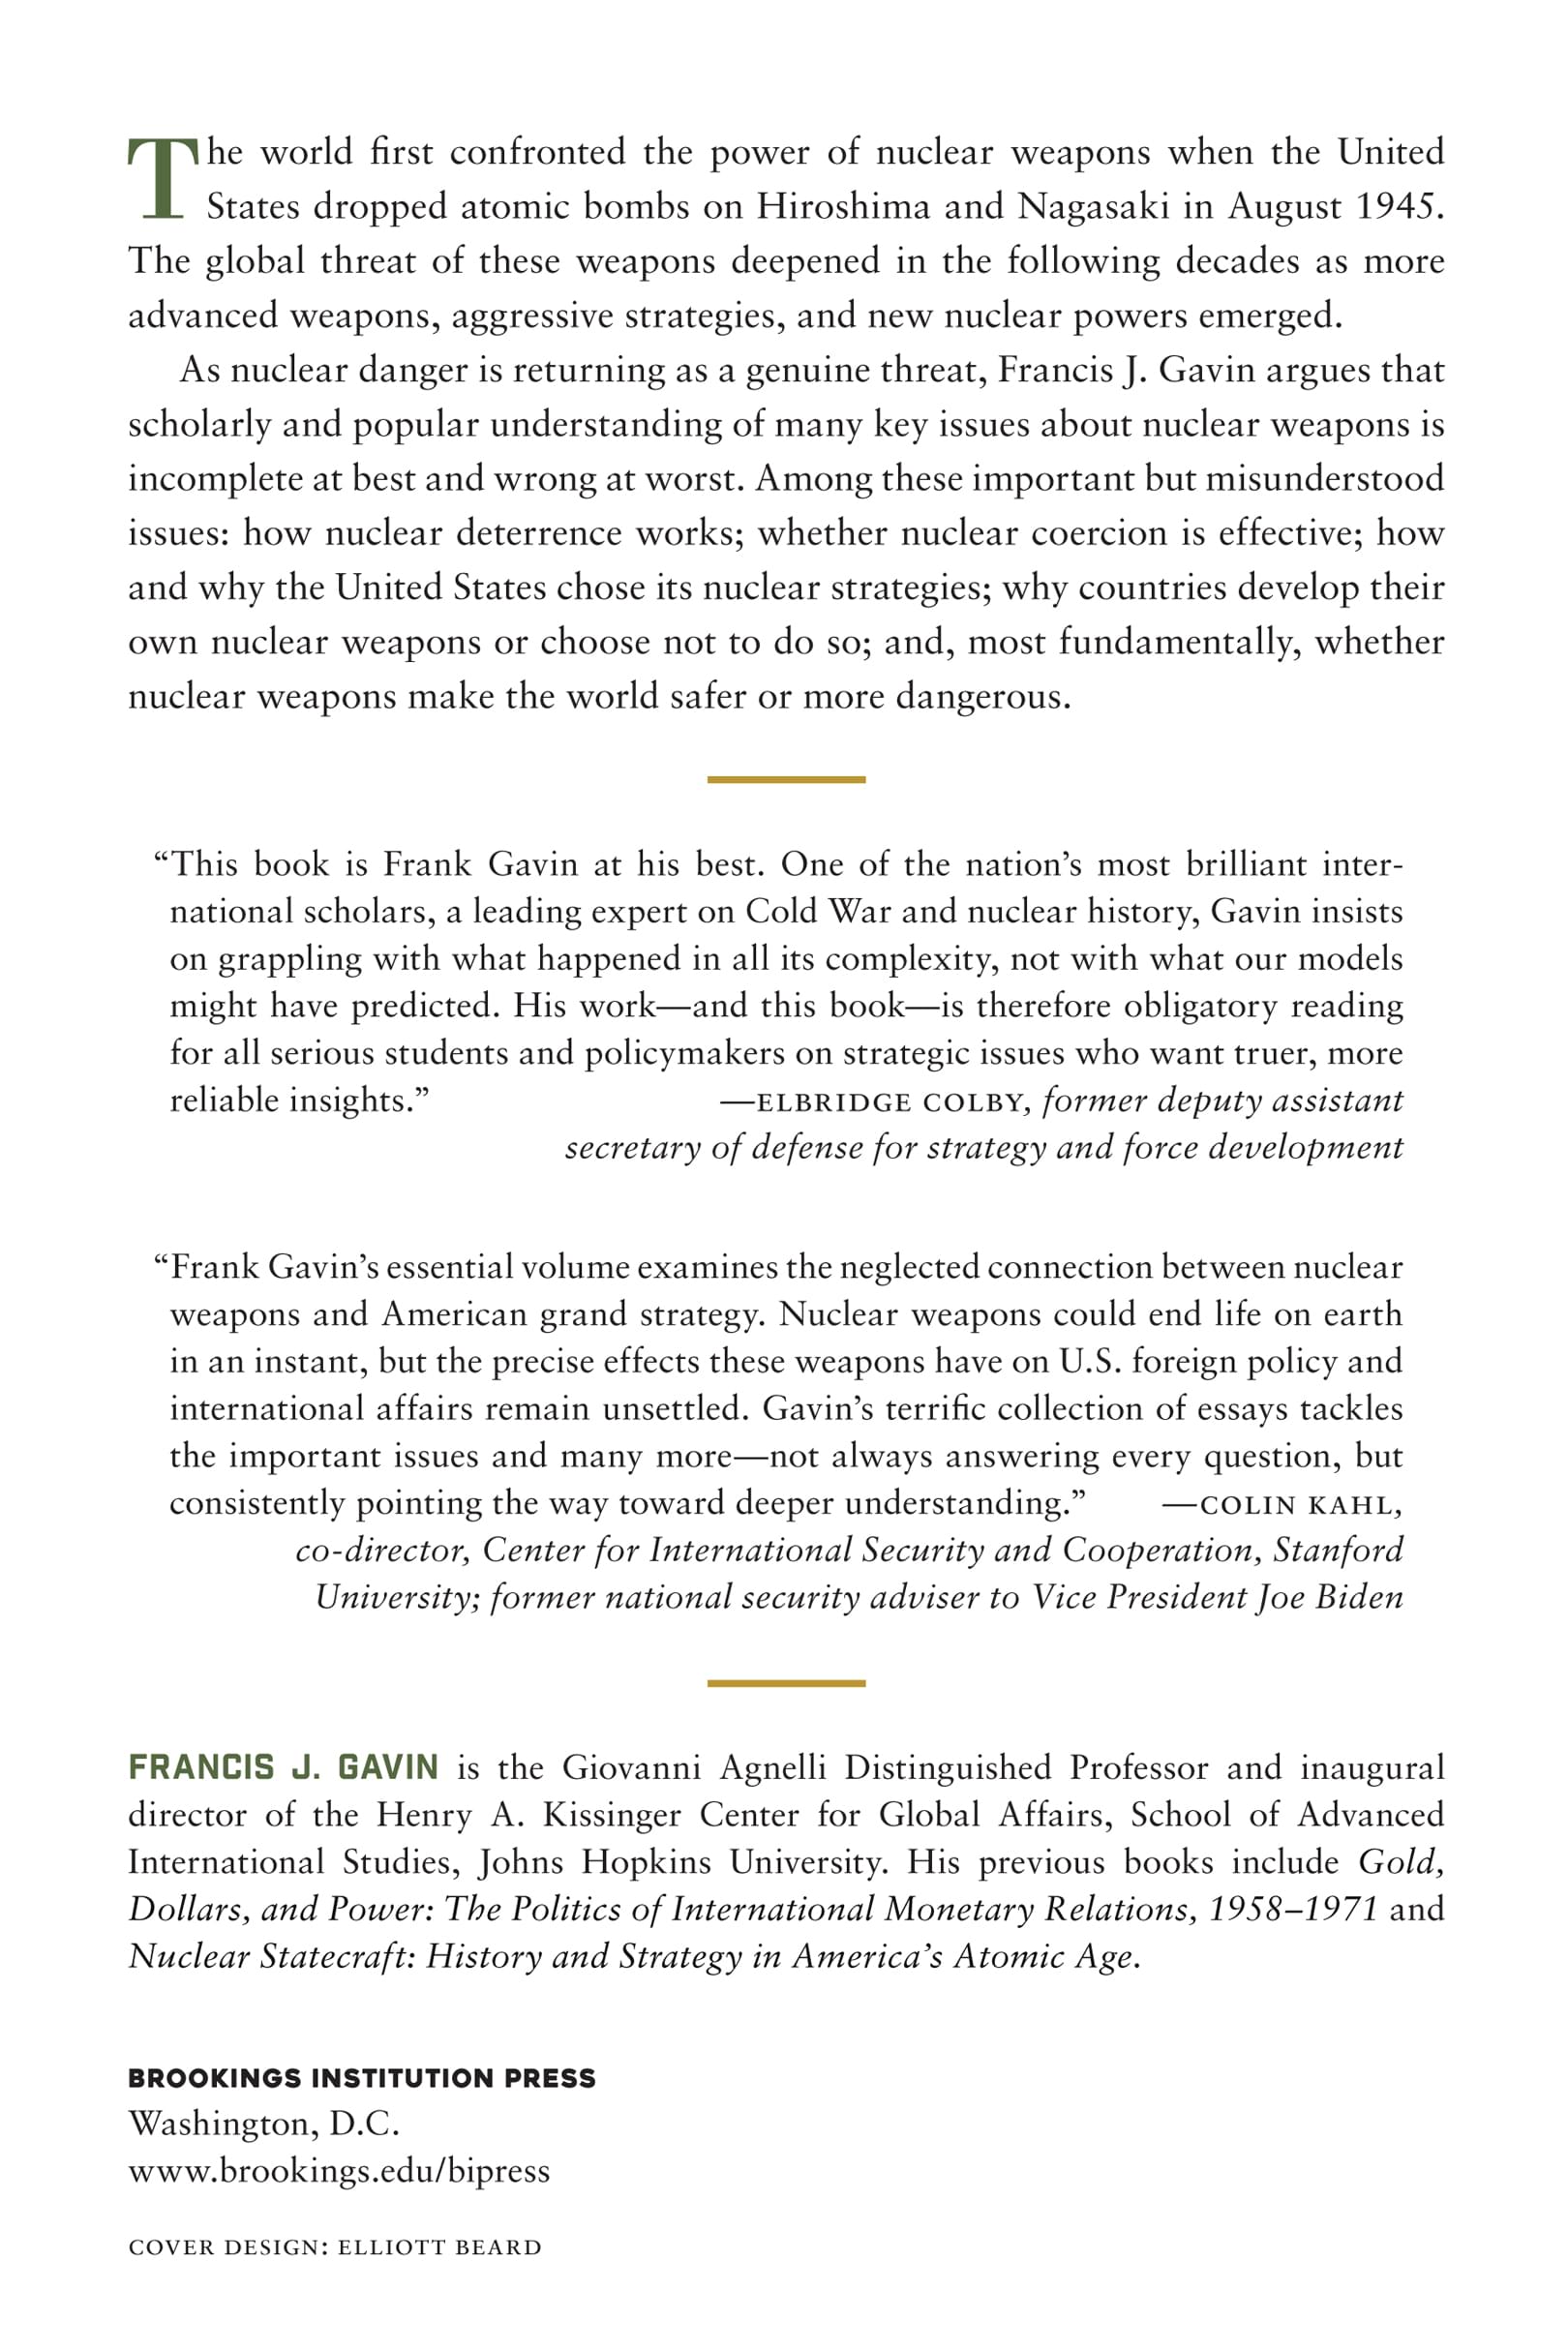 The world first confronted the power of nuclear weapons when the United
States dropped atomic bombs on Hiroshima and Nagasaki in August 1945.
The global threat of these weapons deepened in the following decades as more
advanced weapons, aggressive strategies, and new nuclear powers emerged.
As nuclear danger is returning as a genuine threat, Francis J. Gavin argues that
scholarly and popular understanding of many key issues about nuclear weapons is
incomplete at best and wrong at worst. Among these important but misunderstood
issues: how nuclear deterrence works; whether nuclear coercion is effective; how
and why the United States chose its nuclear strategies; why countries develop their
own nuclear weapons or choose not to do so; and, most fundamentally, whether
nuclear weapons make the world safer or more dangerous.
“This book is Frank Gavin at his best. One of the nation’s most brilliant inter-
national scholars, a leading expert on Cold War and nuclear history, Gavin insists
on grappling with what happened in all its complexity, not with what our models
might have predicted. His work—and this book—is therefore obligatory reading
for all serious students and policymakers on strategic issues who want truer, more
reliable insights.” —ELBRIDGE COLBY, former deputy assistant
secretary of defense for strategy and force development
“Frank Gavin’s essential volume examines the neglected connection between nuclear
weapons and American grand strategy. Nuclear weapons could end life on earth
in an instant, but the precise effects these weapons have on U.S. foreign policy and
international affairs remain unsettled. Gavin’s terrific collection of essays tackles
the important issues and many more—not always answering every question, but
consistently pointing the way toward deeper understanding.” —COLIN KAHL,
co-director, Center for International Security and Cooperation, Stanford
University; former national security adviser to Vice President Joe Biden
FRANCIS J. GAVIN is the Giovanni Agnelli Distinguished Professor and inaugural
director of the Henry A. Kissinger Center for Global Affairs, School of Advanced
International Studies, Johns Hopkins University. His previous books include Gold,
Dollars, and Power: The Politics of International Monetary Relations, 1958–1971 and
Nuclear Statecraft: History and Strategy in America’s Atomic Age.
BROOKINGS INSTITUTION PRESS
Washington, D.C.
www.brookings.edu/bipress
COVER DESIGN: ELLIOTT BEARD